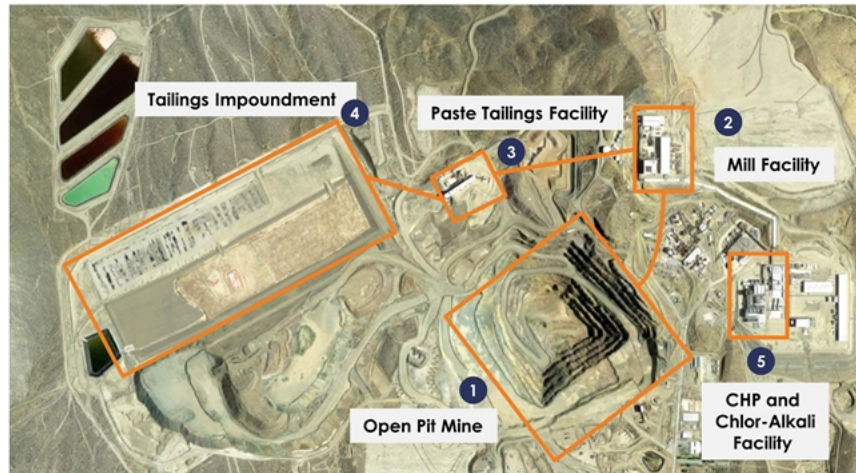 Tailings Impoundment
4
Paste Tailings Facility
3
2
Mill Facility
1
Open Pit Mine
5
CHP and
Chlor-Alkali
Facility